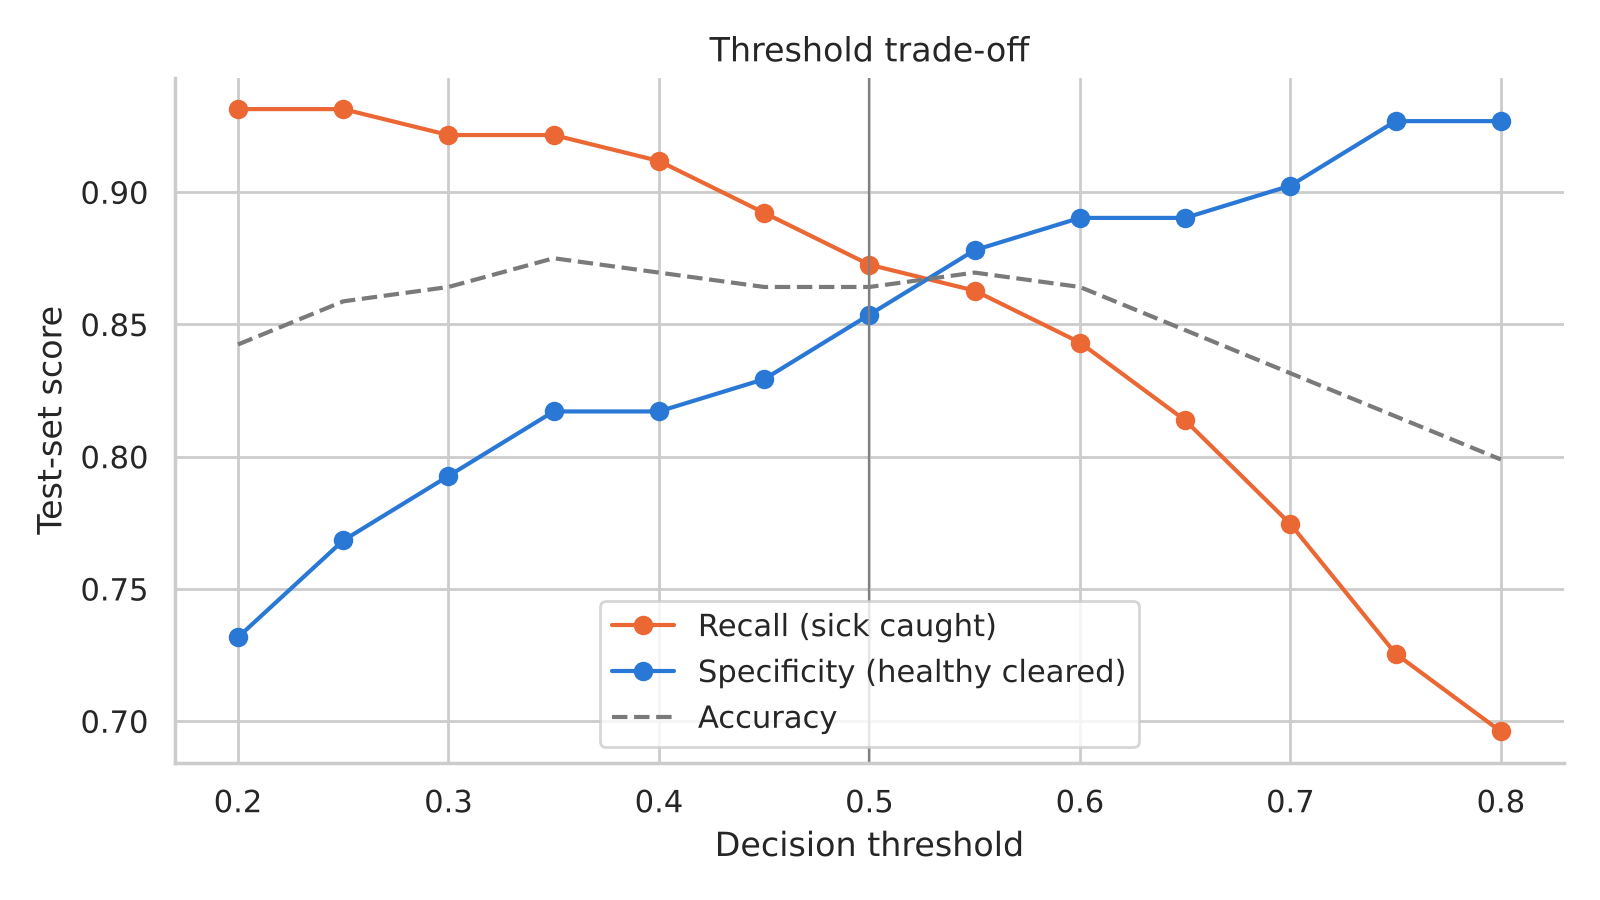 Threshold trade-off
Test-set score
0.90
0.85
0.80
0.75
0.70
Recall (sick caught)
Specificity (healthy cleared)
Accuracy
0.2 0.3 0.4 0.5 0.6 0.7 0.8
Decision threshold